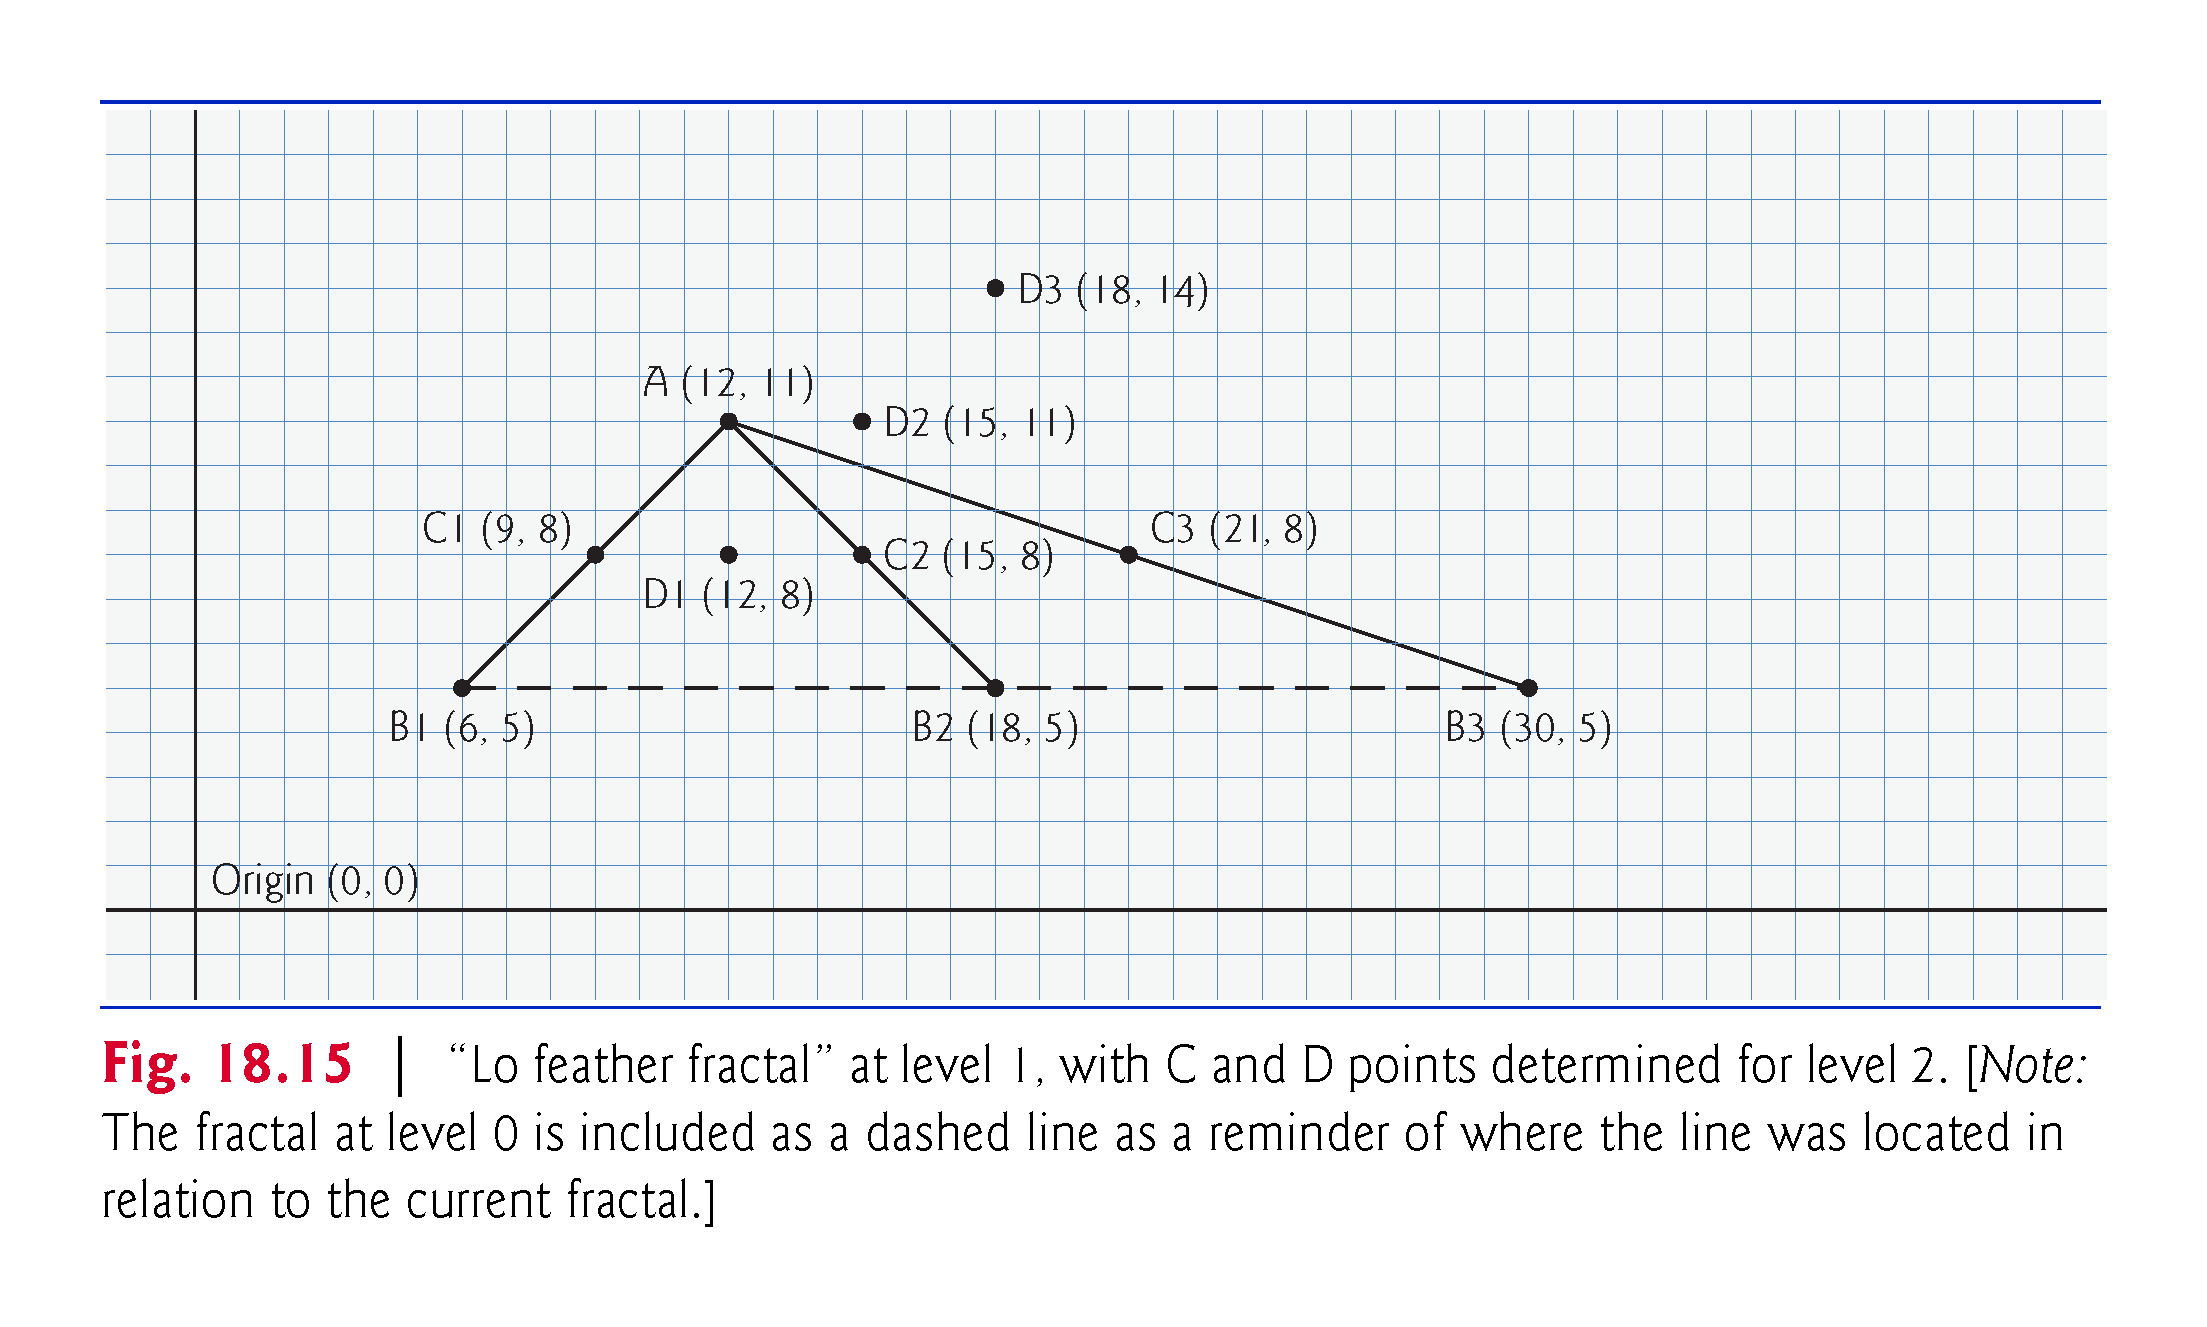 D3 (18, 14)
A (12, 11)
D2 (15, 11)
C1 (9, 8)
C3 (21, 8)
C2 (15, 8)
D1 (12, 8)
B1 (6, 5)
B2 (18, 5)
B3 (30, 5)
Origin (0, 0)
Fig. 18.15 | “Lo feather fractal” at level 1, with C and D points determined for level 2. [Note:
The fractal at level 0 is included as a dashed line as a reminder of where the line was located in
relation to the current fractal.]